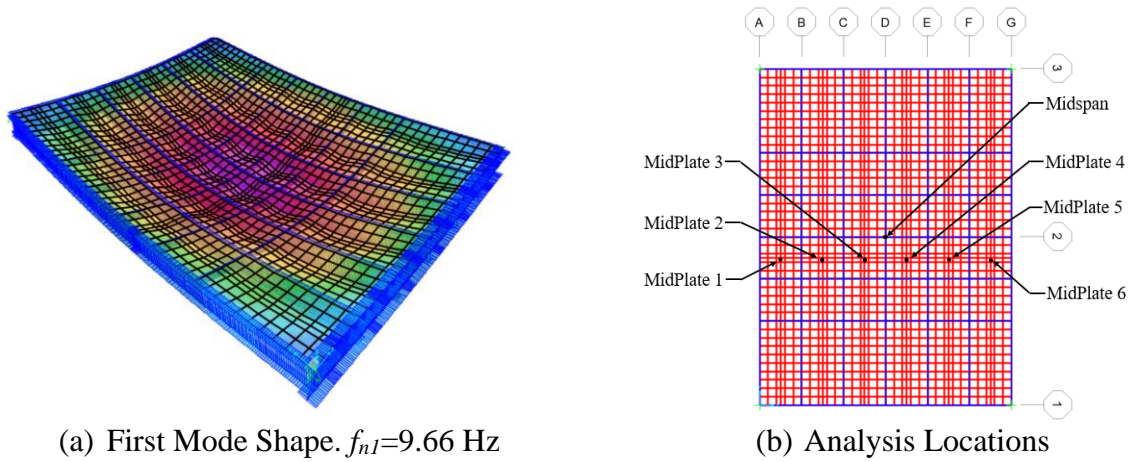 A B C D E F G
3
Midspan
MidPlate 3
MidPlate 4
MidPlate 2
MidPlate 5
2
MidPlate 1
MidPlate 6
1
(a) First Mode Shape. fn1=9.66 Hz
(b) Analysis Locations